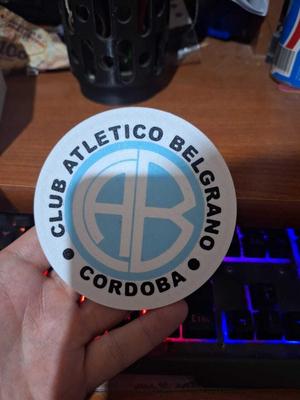 CLUB ATLETICO BELGRANO
CAB
• CORDOBA •